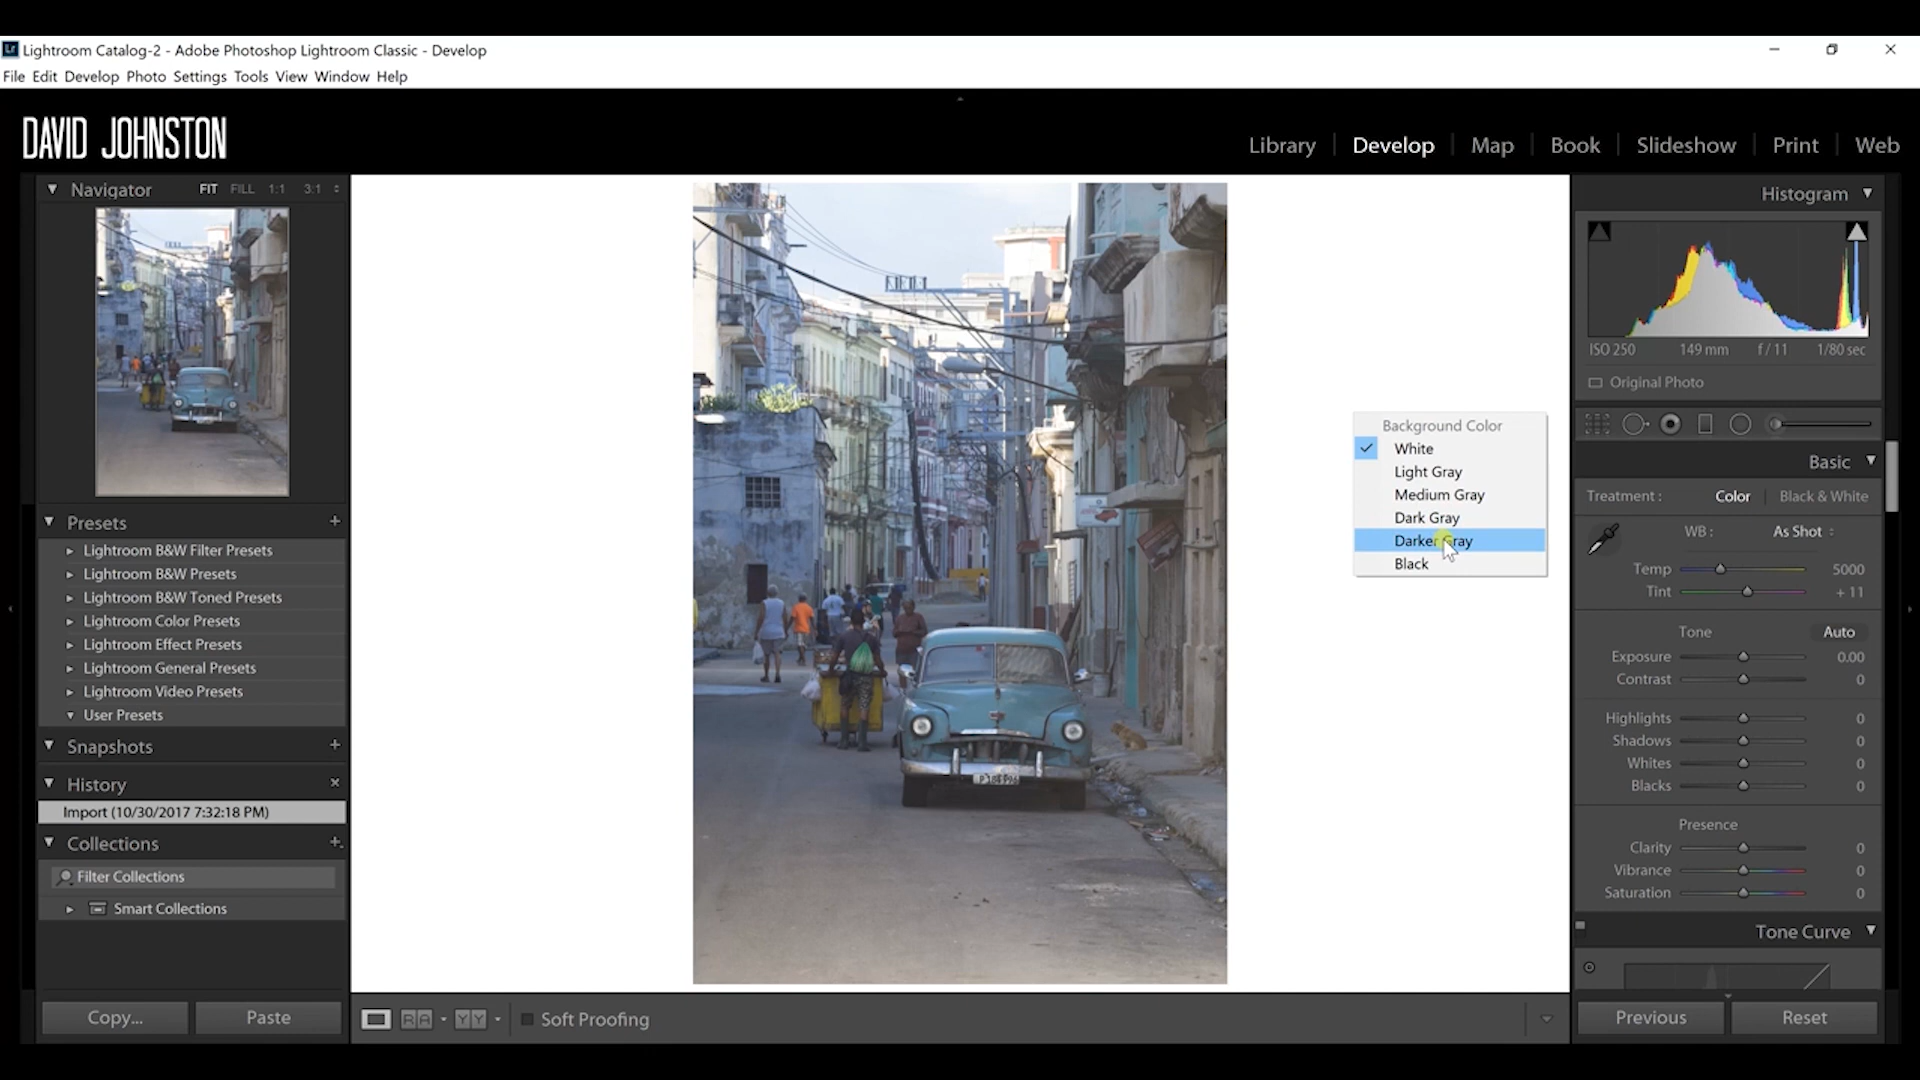 Lr Lightroom Catalog-2 - Adobe Photoshop Lightroom Classic - Develop
File Edit Develop Photo Settings Tools View Window Help
DAVID JOHNSTON
Library Develop Map Book Slideshow Print Web
Navigator FIT FILL 1:1 3:1
Presets +
Lightroom B&W Filter Presets
Lightroom B&W Presets
Lightroom B&W Toned Presets
Lightroom Color Presets
Lightroom Effect Presets
Lightroom General Presets
Lightroom Video Presets
User Presets
Snapshots +
History ×
Import (10/30/2017 7:32:18 PM)
Collections +
Filter Collections
Smart Collections
Copy... Paste
Background Color
White
Light Gray
Medium Gray
Dark Gray
Darker Gray
Black
RA YY Soft Proofing
Histogram
ISO 250 149 mm f / 11 1/80 sec
Original Photo
Basic
Treatment : Color Black & White
WB : As Shot
Temp 5000
Tint + 11
Tone Auto
Exposure 0.00
Contrast 0
Highlights 0
Shadows 0
Whites 0
Blacks 0
Presence
Clarity 0
Vibrance 0
Saturation 0
Tone Curve
Previous Reset